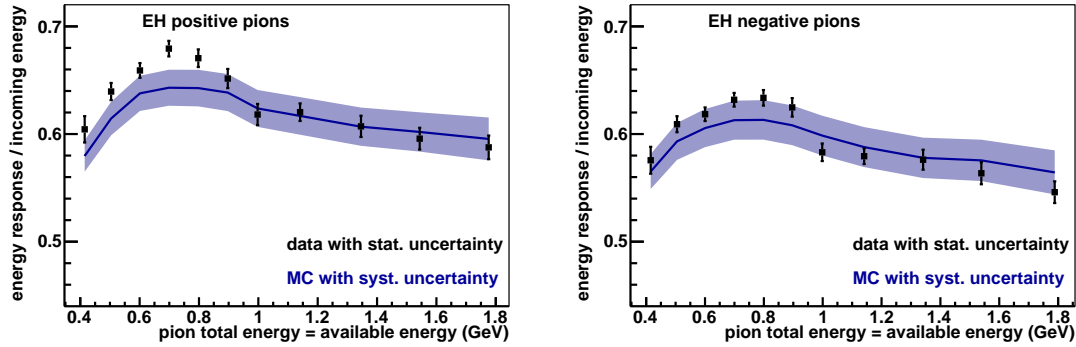 EH positive pions
energy response / incoming energy
0.7
0.6
0.5
data with stat. uncertainty
MC with syst. uncertainty
0.4 0.6 0.8 1 1.2 1.4 1.6 1.8
pion total energy = available energy (GeV)
EH negative pions
energy response / incoming energy
0.7
0.6
0.5
data with stat. uncertainty
MC with syst. uncertainty
0.4 0.6 0.8 1 1.2 1.4 1.6 1.8
pion total energy = available energy (GeV)